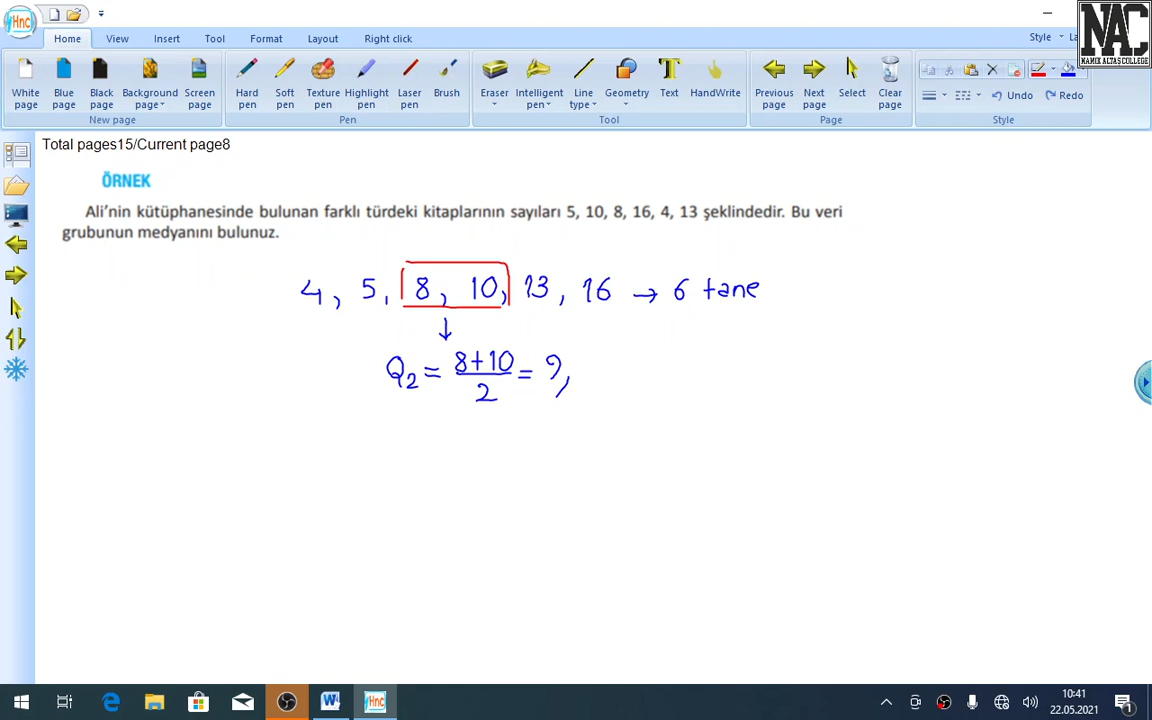 Hnc
NAC
NAMIK ALTAS COLLEGE
Home View Insert Tool Format Layout Right click Style
White page Blue page Black page Background page Screen page Hard pen Soft pen Texture pen Highlight pen Laser pen Brush Eraser Intelligent pen Line type Geometry Text HandWrite Previous page Next page Select Clear page Undo Redo
New page Pen Tool Page Style
Total pages15/Current page8
ÖRNEK
Ali'nin kütüphanesinde bulunan farklı türdeki kitaplarının sayıları 5, 10, 8, 16, 4, 13 şeklindedir. Bu veri
grubunun medyanını bulunuz.
4, 5, 8, 10, 13, 16 → 6 tane
↓
Q₂ = 8+10/2 = 9,
Hnc 10:41
22.05.2021 1